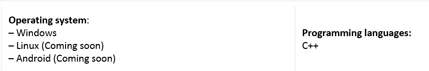 Operating system:
– Windows
– Linux (Coming soon)
– Android (Coming soon)
Programming languages:
C++